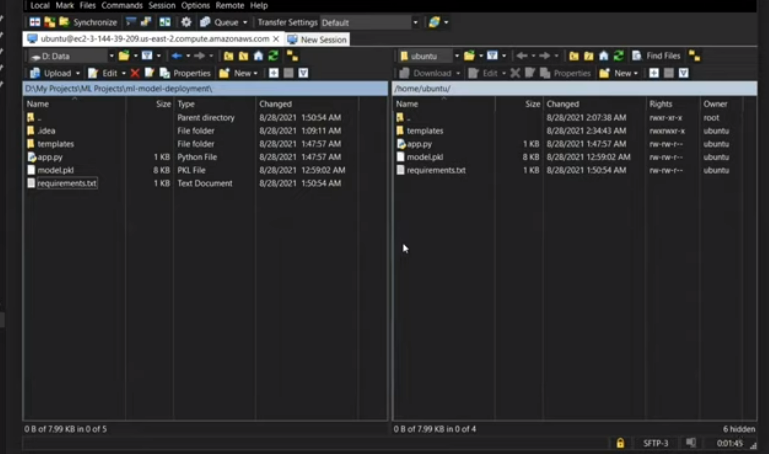 Local Mark Files Commands Session Options Remote Help
Synchronize Queue Transfer Settings Default
ubuntu@ec2-3-144-39-209.us-east-2.compute.amazonaws.com × New Session
D: Data
Upload Edit Properties New
D:\My Projects\ML Projects\ml-model-deployment\
Name Size Type Changed
.. Parent directory 8/28/2021 1:50:54 AM
.idea File folder 8/28/2021 1:09:11 AM
templates File folder 8/28/2021 1:47:57 AM
app.py 1 KB Python File 8/28/2021 1:47:57 AM
model.pkl 8 KB PKL File 8/28/2021 12:59:02 AM
requirements.txt 1 KB Text Document 8/28/2021 1:50:54 AM
0 B of 7.99 KB in 0 of 5
ubuntu Find Files
Download Edit Properties New
/home/ubuntu/
Name Size Changed Rights Owner
.. 8/28/2021 2:07:38 AM rwxr-xr-x root
templates 8/28/2021 2:34:43 AM rwxrwxr-x ubuntu
app.py 1 KB 8/28/2021 1:47:57 AM rw-rw-r-- ubuntu
model.pkl 8 KB 8/28/2021 12:59:02 AM rw-rw-r-- ubuntu
requirements.txt 1 KB 8/28/2021 1:50:54 AM rw-rw-r-- ubuntu
0 B of 7.99 KB in 0 of 4 6 hidden
SFTP-3 0:01:45